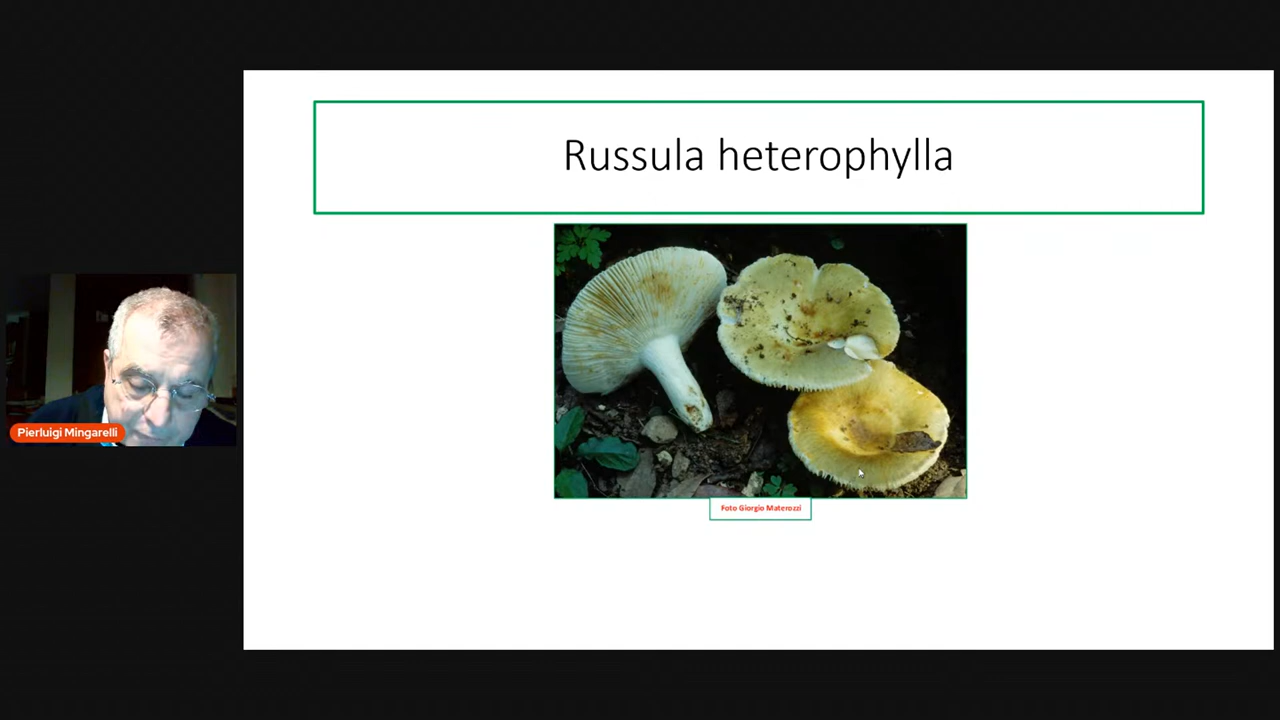 Russula heterophylla
Pierluigi Mingarelli
Foto Giorgio Materozzi